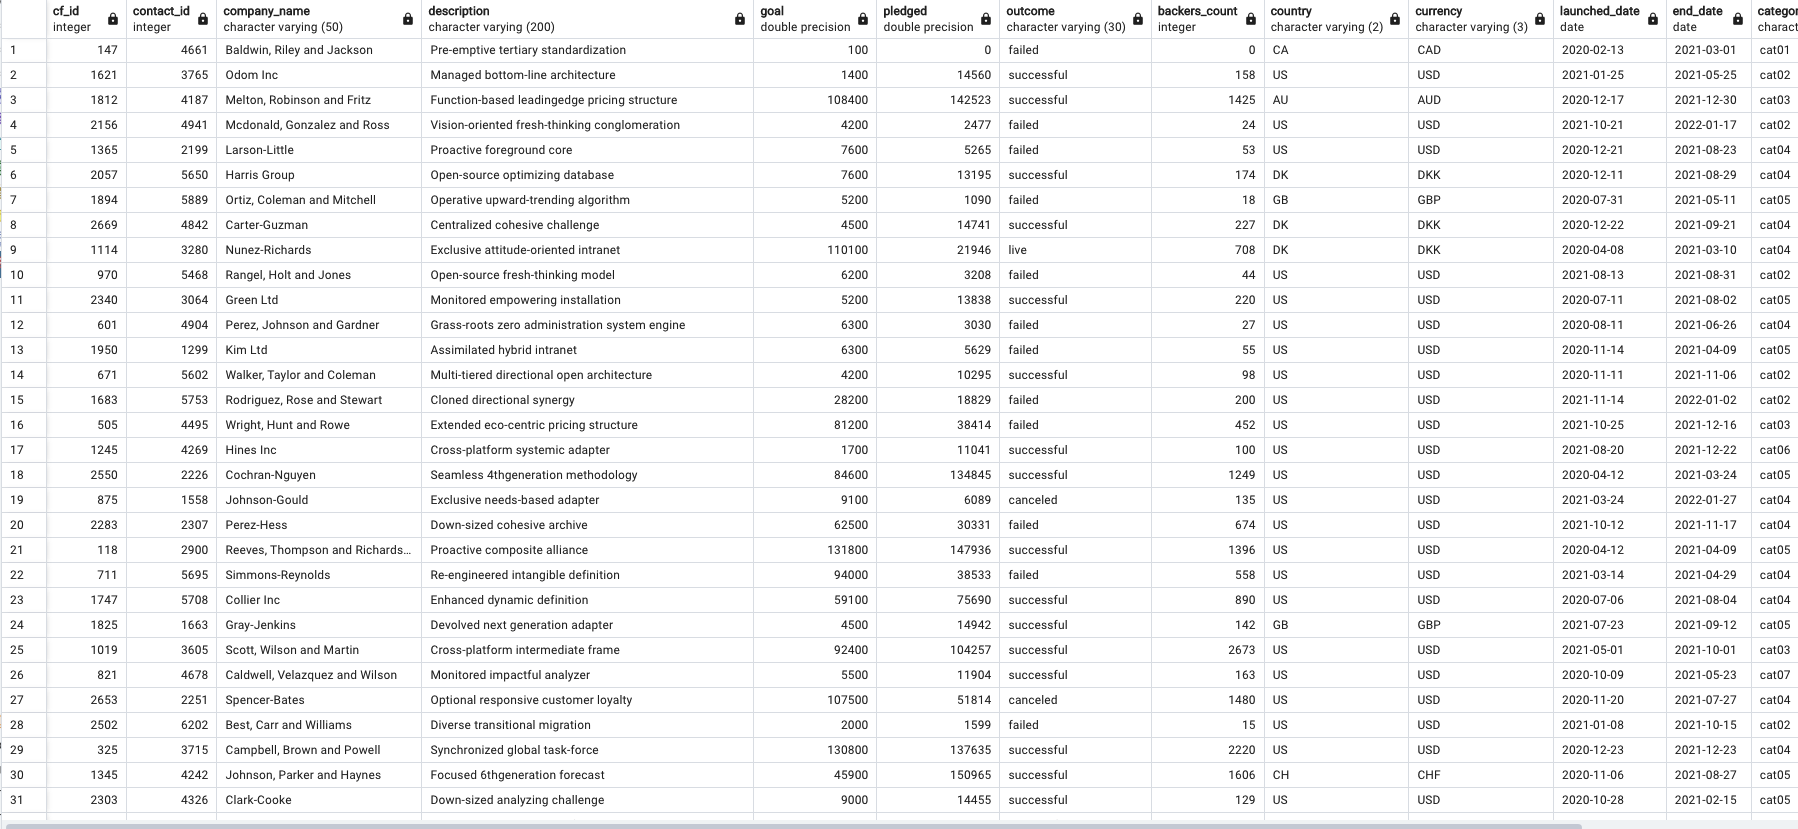 cf_id contact_id company_name description goal pledged outcome backers_count country currency launched_date end_date categor
integer integer character varying (50) character varying (200) double precision double precision character varying (30) integer character varying (2) character varying (3) date date charact
1 147 4661 Baldwin, Riley and Jackson Pre-emptive tertiary standardization 100 0 failed 0 CA CAD 2020-02-13 2021-03-01 cat01
2 1621 3765 Odom Inc Managed bottom-line architecture 1400 14560 successful 158 US USD 2021-01-25 2021-05-25 cat02
3 1812 4187 Melton, Robinson and Fritz Function-based leadingedge pricing structure 108400 142523 successful 1425 AU AUD 2020-12-17 2021-12-30 cat03
4 2156 4941 Mcdonald, Gonzalez and Ross Vision-oriented fresh-thinking conglomeration 4200 2477 failed 24 US USD 2021-10-21 2022-01-17 cat02
5 1365 2199 Larson-Little Proactive foreground core 7600 5265 failed 53 US USD 2020-12-21 2021-08-23 cat04
6 2057 5650 Harris Group Open-source optimizing database 7600 13195 successful 174 DK DKK 2020-12-11 2021-08-29 cat04
7 1894 5889 Ortiz, Coleman and Mitchell Operative upward-trending algorithm 5200 1090 failed 18 GB GBP 2020-07-31 2021-05-11 cat05
8 2669 4842 Carter-Guzman Centralized cohesive challenge 4500 14741 successful 227 DK DKK 2020-12-22 2021-09-21 cat04
9 1114 3280 Nunez-Richards Exclusive attitude-oriented intranet 110100 21946 live 708 DK DKK 2020-04-08 2021-03-10 cat04
10 970 5468 Rangel, Holt and Jones Open-source fresh-thinking model 6200 3208 failed 44 US USD 2021-08-13 2021-08-31 cat02
11 2340 3064 Green Ltd Monitored empowering installation 5200 13838 successful 220 US USD 2020-07-11 2021-08-02 cat05
12 601 4904 Perez, Johnson and Gardner Grass-roots zero administration system engine 6300 3030 failed 27 US USD 2020-08-11 2021-06-26 cat04
13 1950 1299 Kim Ltd Assimilated hybrid intranet 6300 5629 failed 55 US USD 2020-11-14 2021-04-09 cat05
14 671 5602 Walker, Taylor and Coleman Multi-tiered directional open architecture 4200 10295 successful 98 US USD 2020-11-11 2021-11-06 cat02
15 1683 5753 Rodriguez, Rose and Stewart Cloned directional synergy 28200 18829 failed 200 US USD 2021-11-14 2022-01-02 cat02
16 505 4495 Wright, Hunt and Rowe Extended eco-centric pricing structure 81200 38414 failed 452 US USD 2021-10-25 2021-12-16 cat03
17 1245 4269 Hines Inc Cross-platform systemic adapter 1700 11041 successful 100 US USD 2021-08-20 2021-12-22 cat06
18 2550 2226 Cochran-Nguyen Seamless 4thgeneration methodology 84600 134845 successful 1249 US USD 2020-04-12 2021-03-24 cat05
19 875 1558 Johnson-Gould Exclusive needs-based adapter 9100 6089 canceled 135 US USD 2021-03-24 2022-01-27 cat04
20 2283 2307 Perez-Hess Down-sized cohesive archive 62500 30331 failed 674 US USD 2021-10-12 2021-11-17 cat04
21 118 2900 Reeves, Thompson and Richards... Proactive composite alliance 131800 147936 successful 1396 US USD 2020-04-12 2021-04-09 cat05
22 711 5695 Simmons-Reynolds Re-engineered intangible definition 94000 38533 failed 558 US USD 2021-03-14 2021-04-29 cat04
23 1747 5708 Collier Inc Enhanced dynamic definition 59100 75690 successful 890 US USD 2020-07-06 2021-08-04 cat04
24 1825 1663 Gray-Jenkins Devolved next generation adapter 4500 14942 successful 142 GB GBP 2021-07-23 2021-09-12 cat05
25 1019 3605 Scott, Wilson and Martin Cross-platform intermediate frame 92400 104257 successful 2673 US USD 2021-05-01 2021-10-01 cat03
26 821 4678 Caldwell, Velazquez and Wilson Monitored impactful analyzer 5500 11904 successful 163 US USD 2020-10-09 2021-05-23 cat07
27 2653 2251 Spencer-Bates Optional responsive customer loyalty 107500 51814 canceled 1480 US USD 2020-11-20 2021-07-27 cat04
28 2502 6202 Best, Carr and Williams Diverse transitional migration 2000 1599 failed 15 US USD 2021-01-08 2021-10-15 cat02
29 325 3715 Campbell, Brown and Powell Synchronized global task-force 130800 137635 successful 2220 US USD 2020-12-23 2021-12-23 cat04
30 1345 4242 Johnson, Parker and Haynes Focused 6thgeneration forecast 45900 150965 successful 1606 CH CHF 2020-11-06 2021-08-27 cat05
31 2303 4326 Clark-Cooke Down-sized analyzing challenge 9000 14455 successful 129 US USD 2020-10-28 2021-02-15 cat05